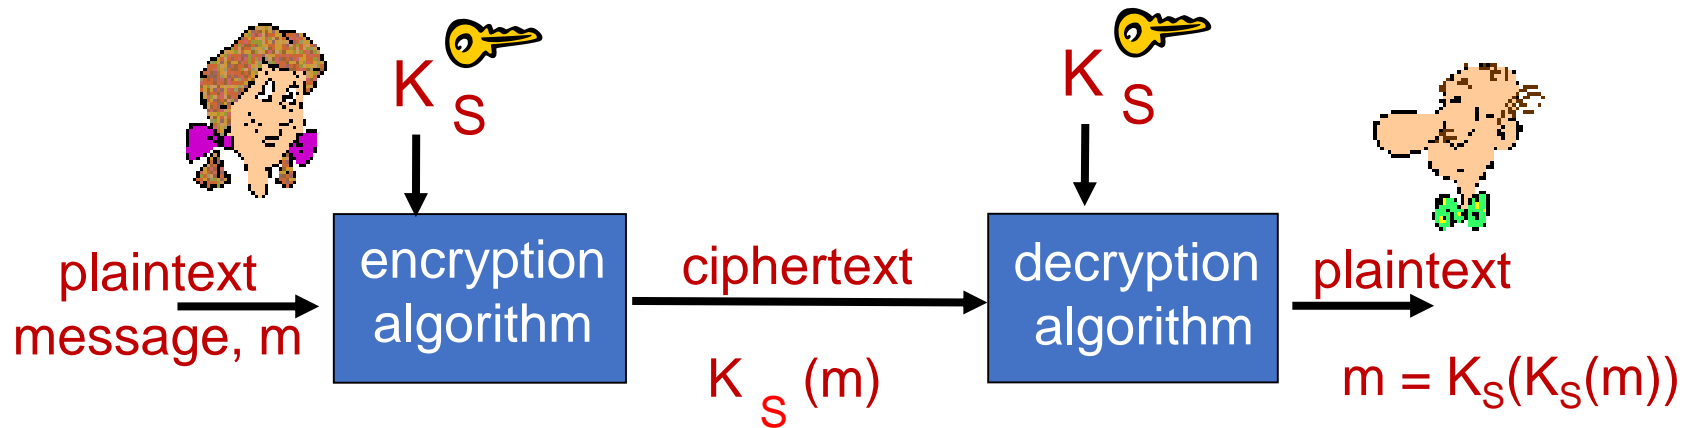 K S
K S
plaintext
message, m
encryption
algorithm
ciphertext
K S (m)
decryption
algorithm
plaintext
m = KS(KS(m))